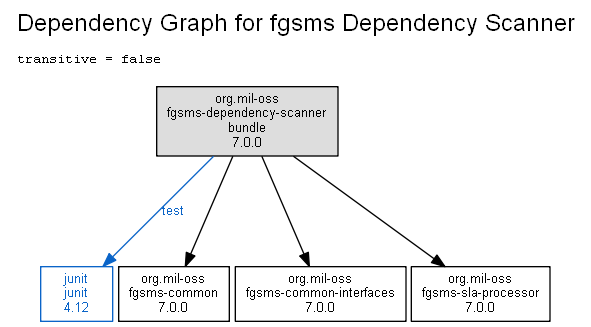 Dependency Graph for fgsms Dependency Scanner
transitive = false
org.mil-oss
fgsms-dependency-scanner
bundle
7.0.0
test
junit
junit
4.12
org.mil-oss
fgsms-common
7.0.0
org.mil-oss
fgsms-common-interfaces
7.0.0
org.mil-oss
fgsms-sla-processor
7.0.0